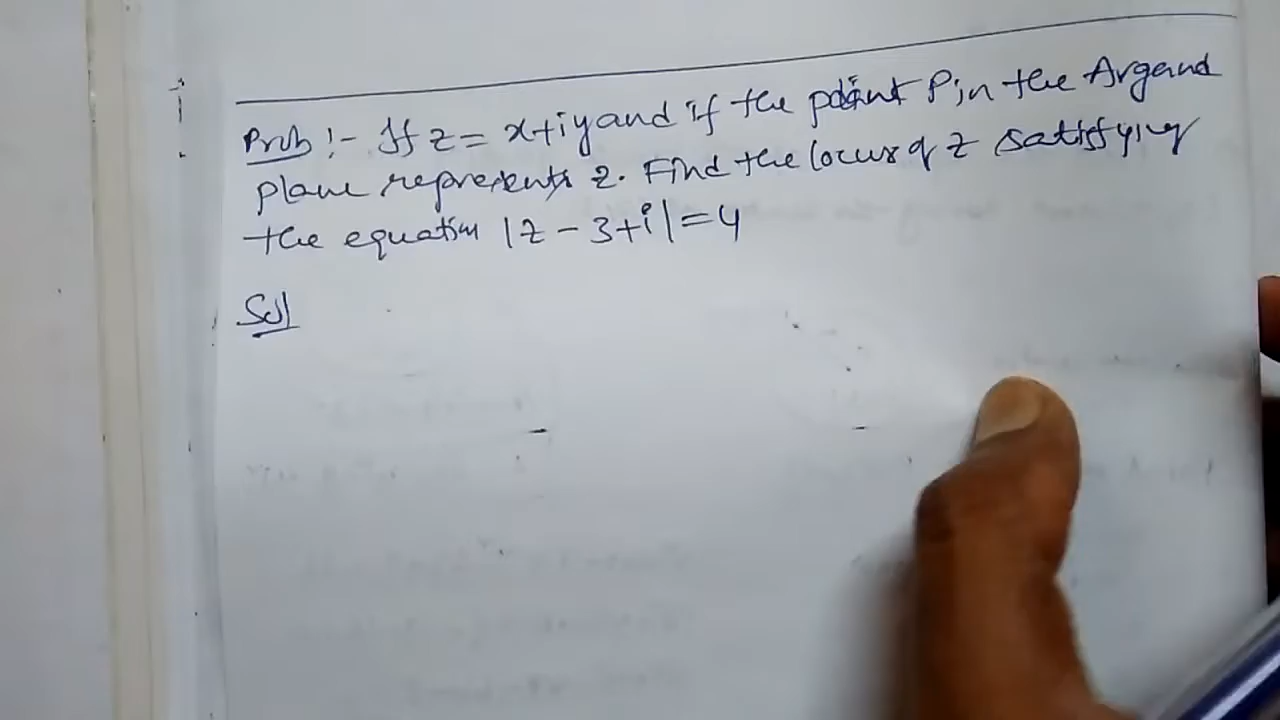 Prob :- If z = x+iy and if the point P in the Argand
plane represents z. Find the locus of z satisfying
the equation |z - 3+i| = 4
Sol